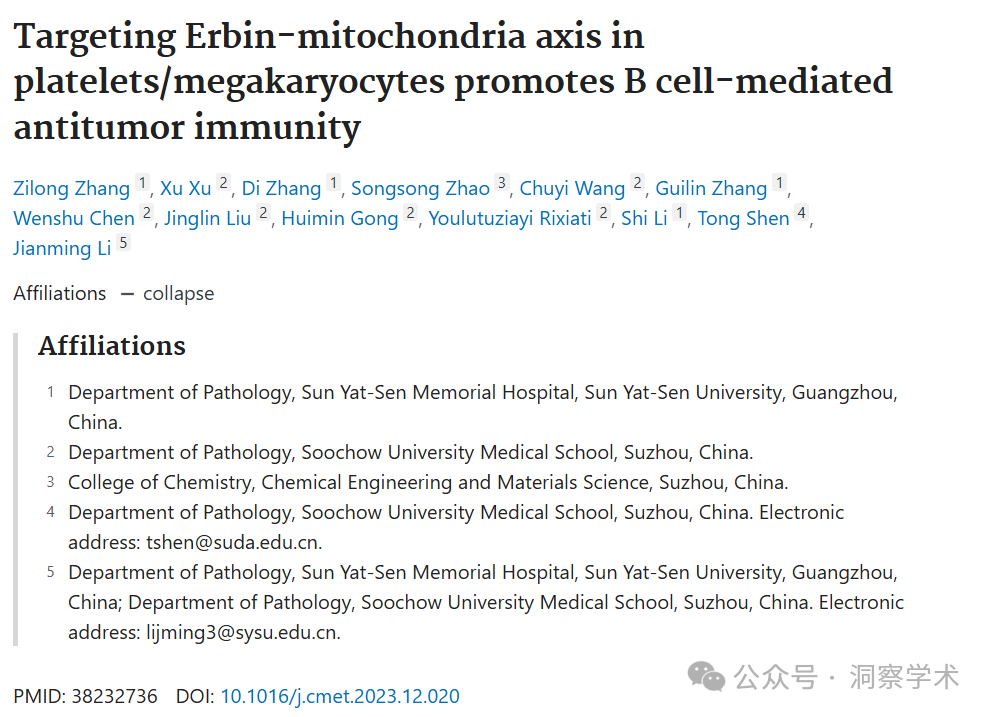 Targeting Erbin-mitochondria axis in
platelets/megakaryocytes promotes B cell-mediated
antitumor immunity
Zilong Zhang 1, Xu Xu 2, Di Zhang 1, Songsong Zhao 3, Chuyi Wang 2, Guilin Zhang 1,
Wenshu Chen 2, Jinglin Liu 2, Huimin Gong 2, Youlutuziayi Rixiati 2, Shi Li 1, Tong Shen 4,
Jianming Li 5
Affiliations − collapse
Affiliations
1 Department of Pathology, Sun Yat-Sen Memorial Hospital, Sun Yat-Sen University, Guangzhou,
China.
2 Department of Pathology, Soochow University Medical School, Suzhou, China.
3 College of Chemistry, Chemical Engineering and Materials Science, Suzhou, China.
4 Department of Pathology, Soochow University Medical School, Suzhou, China. Electronic
address: tshen@suda.edu.cn.
5 Department of Pathology, Sun Yat-Sen Memorial Hospital, Sun Yat-Sen University, Guangzhou,
China; Department of Pathology, Soochow University Medical School, Suzhou, China. Electronic
address: lijming3@sysu.edu.cn.
公众号 · 洞察学术
PMID: 38232736 DOI: 10.1016/j.cmet.2023.12.020